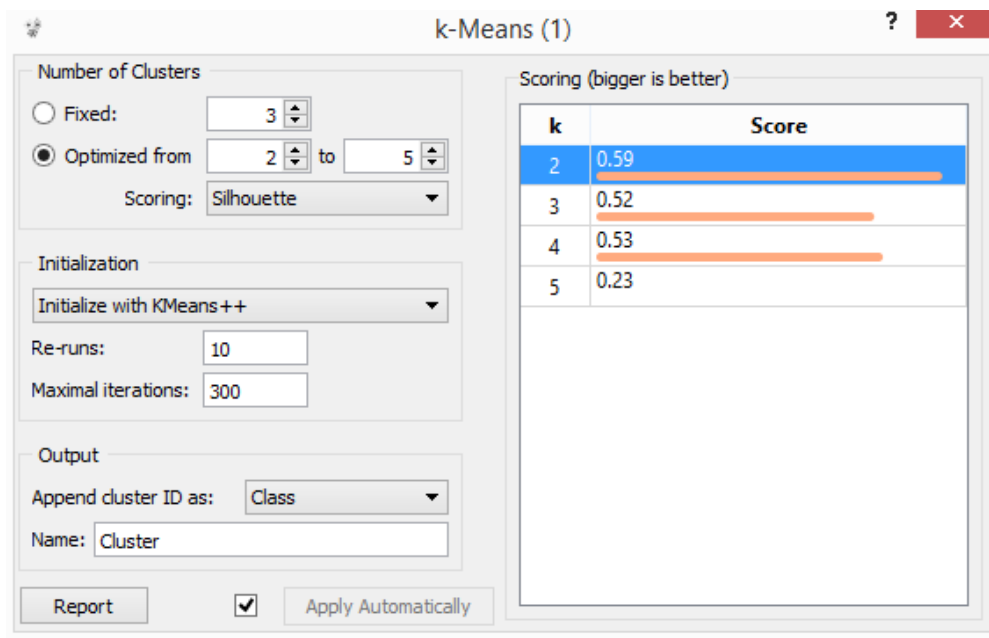 k-Means (1)
?
×
Number of Clusters
Fixed: 3
Optimized from 2 to 5
Scoring: Silhouette
Initialization
Initialize with KMeans++
Re-runs: 10
Maximal iterations: 300
Output
Append cluster ID as: Class
Name: Cluster
Report
Apply Automatically
Scoring (bigger is better)
k Score
2 0.59
3 0.52
4 0.53
5 0.23